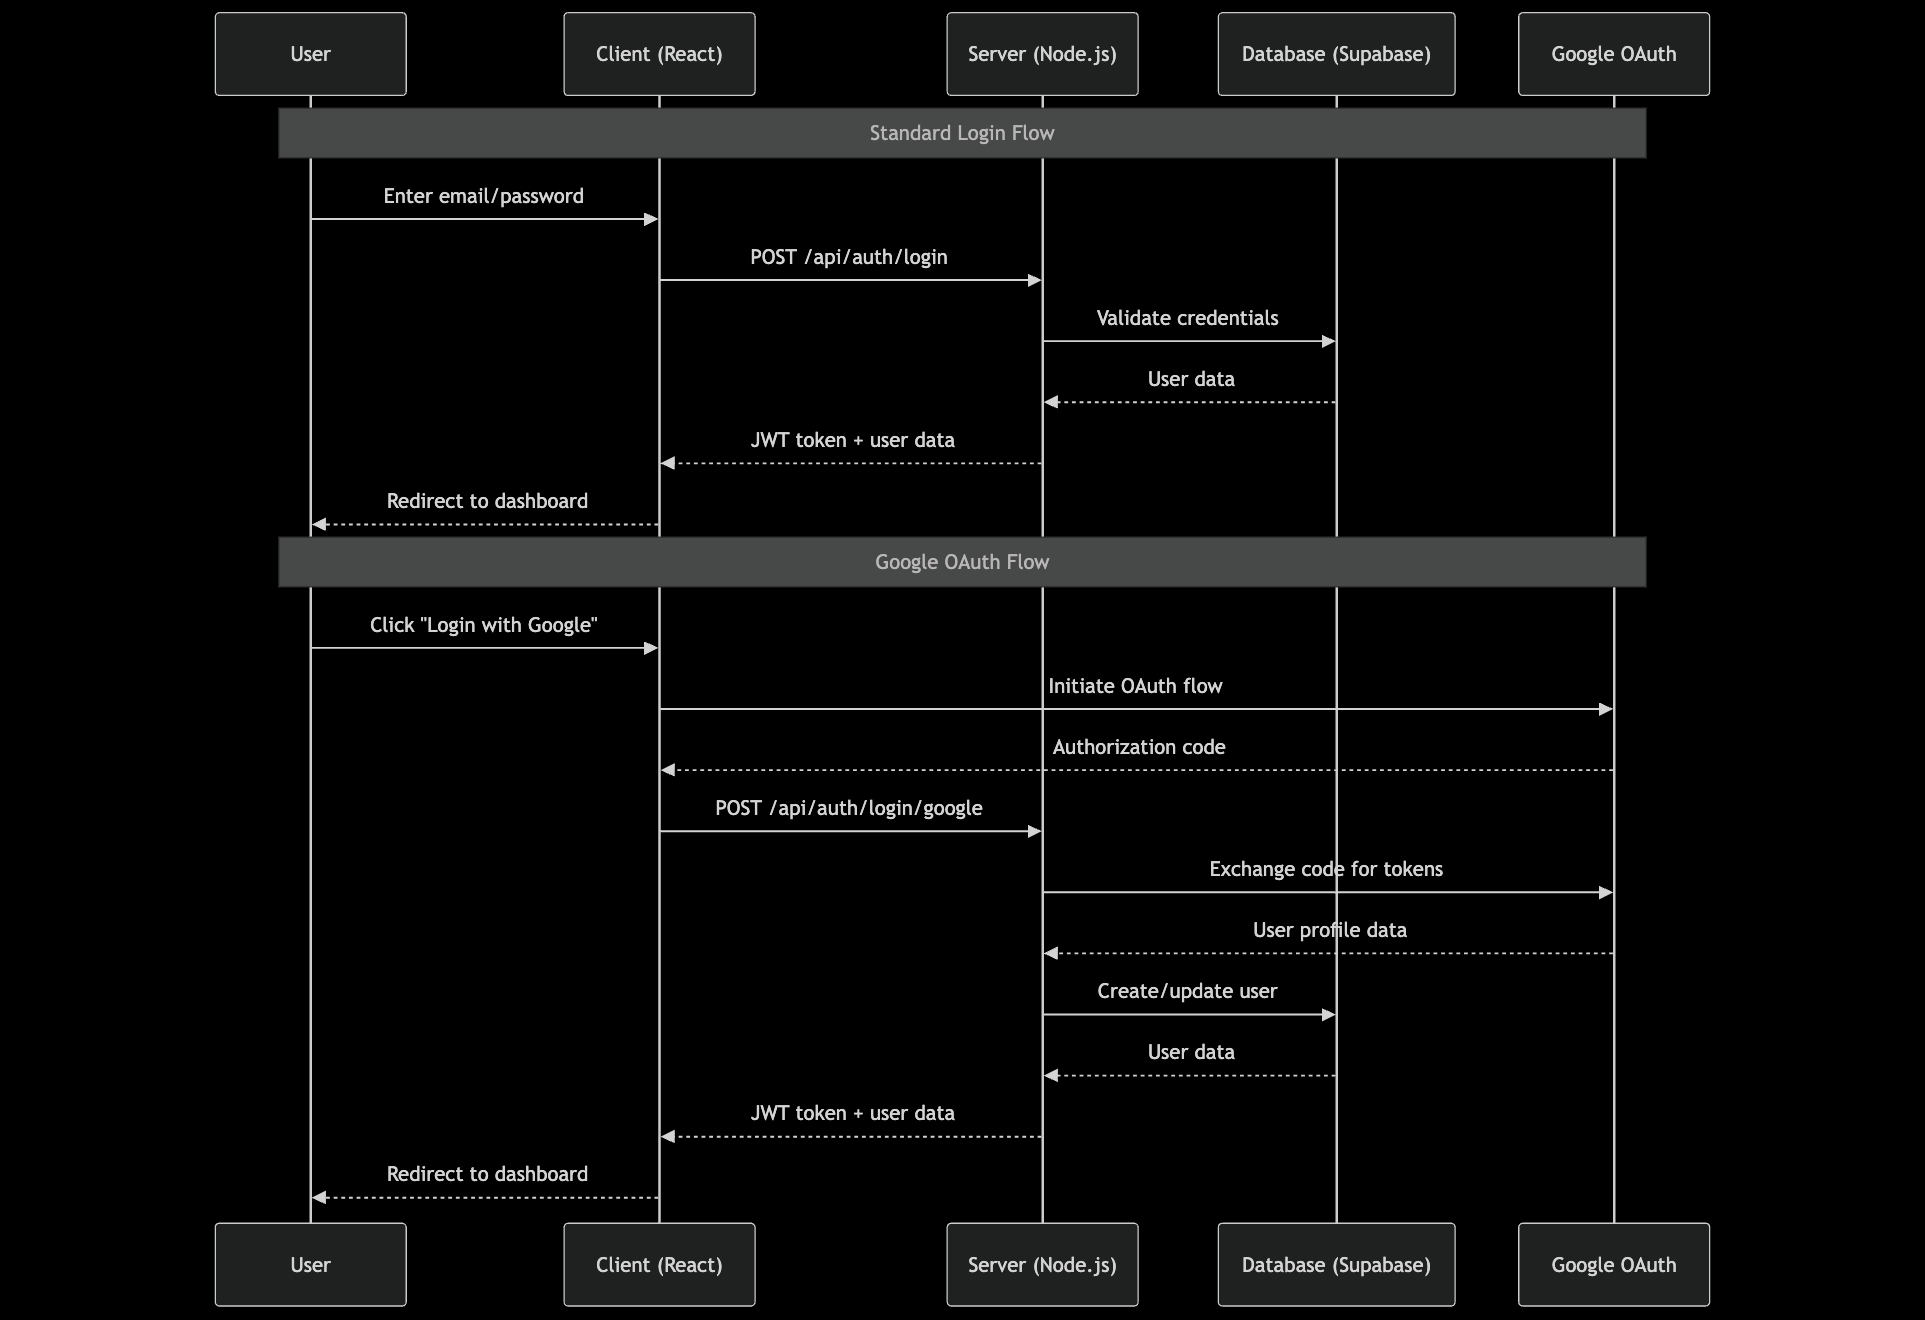 User
Client (React)
Server (Node.js)
Database (Supabase)
Google OAuth
Standard Login Flow
Enter email/password
POST /api/auth/login
Validate credentials
User data
JWT token + user data
Redirect to dashboard
Google OAuth Flow
Click "Login with Google"
Initiate OAuth flow
Authorization code
POST /api/auth/login/google
Exchange code for tokens
User profile data
Create/update user
User data
JWT token + user data
Redirect to dashboard
User
Client (React)
Server (Node.js)
Database (Supabase)
Google OAuth